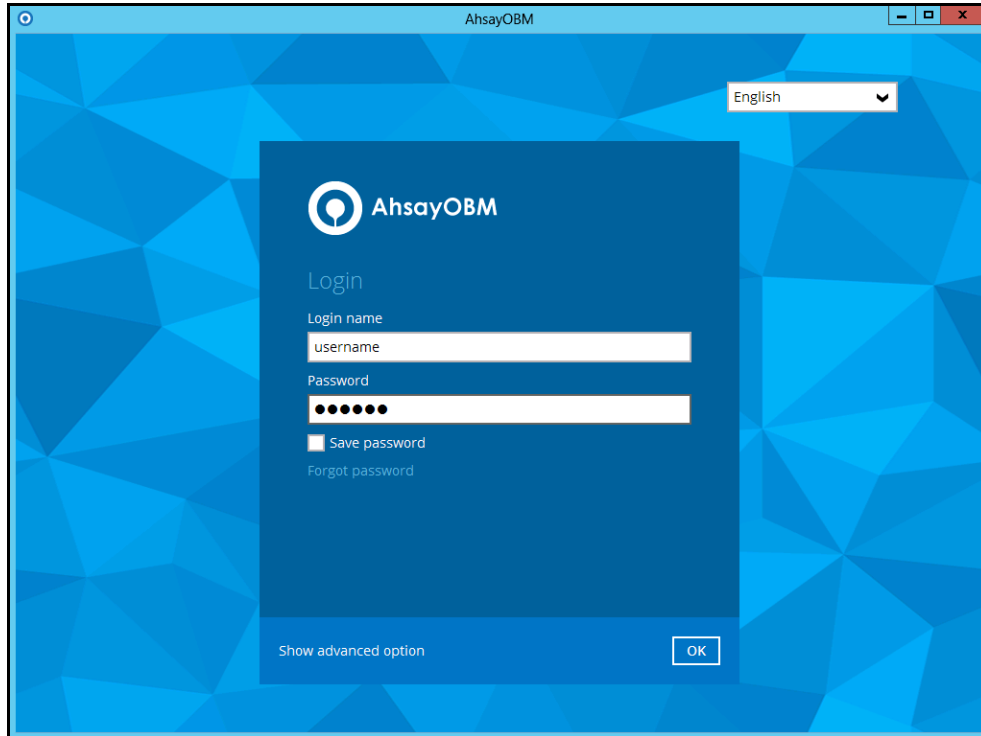 AhsayOBM
English
AhsayOBM
Login
Login name
username
Password
●●●●●●
Save password
Forgot password
Show advanced option
OK